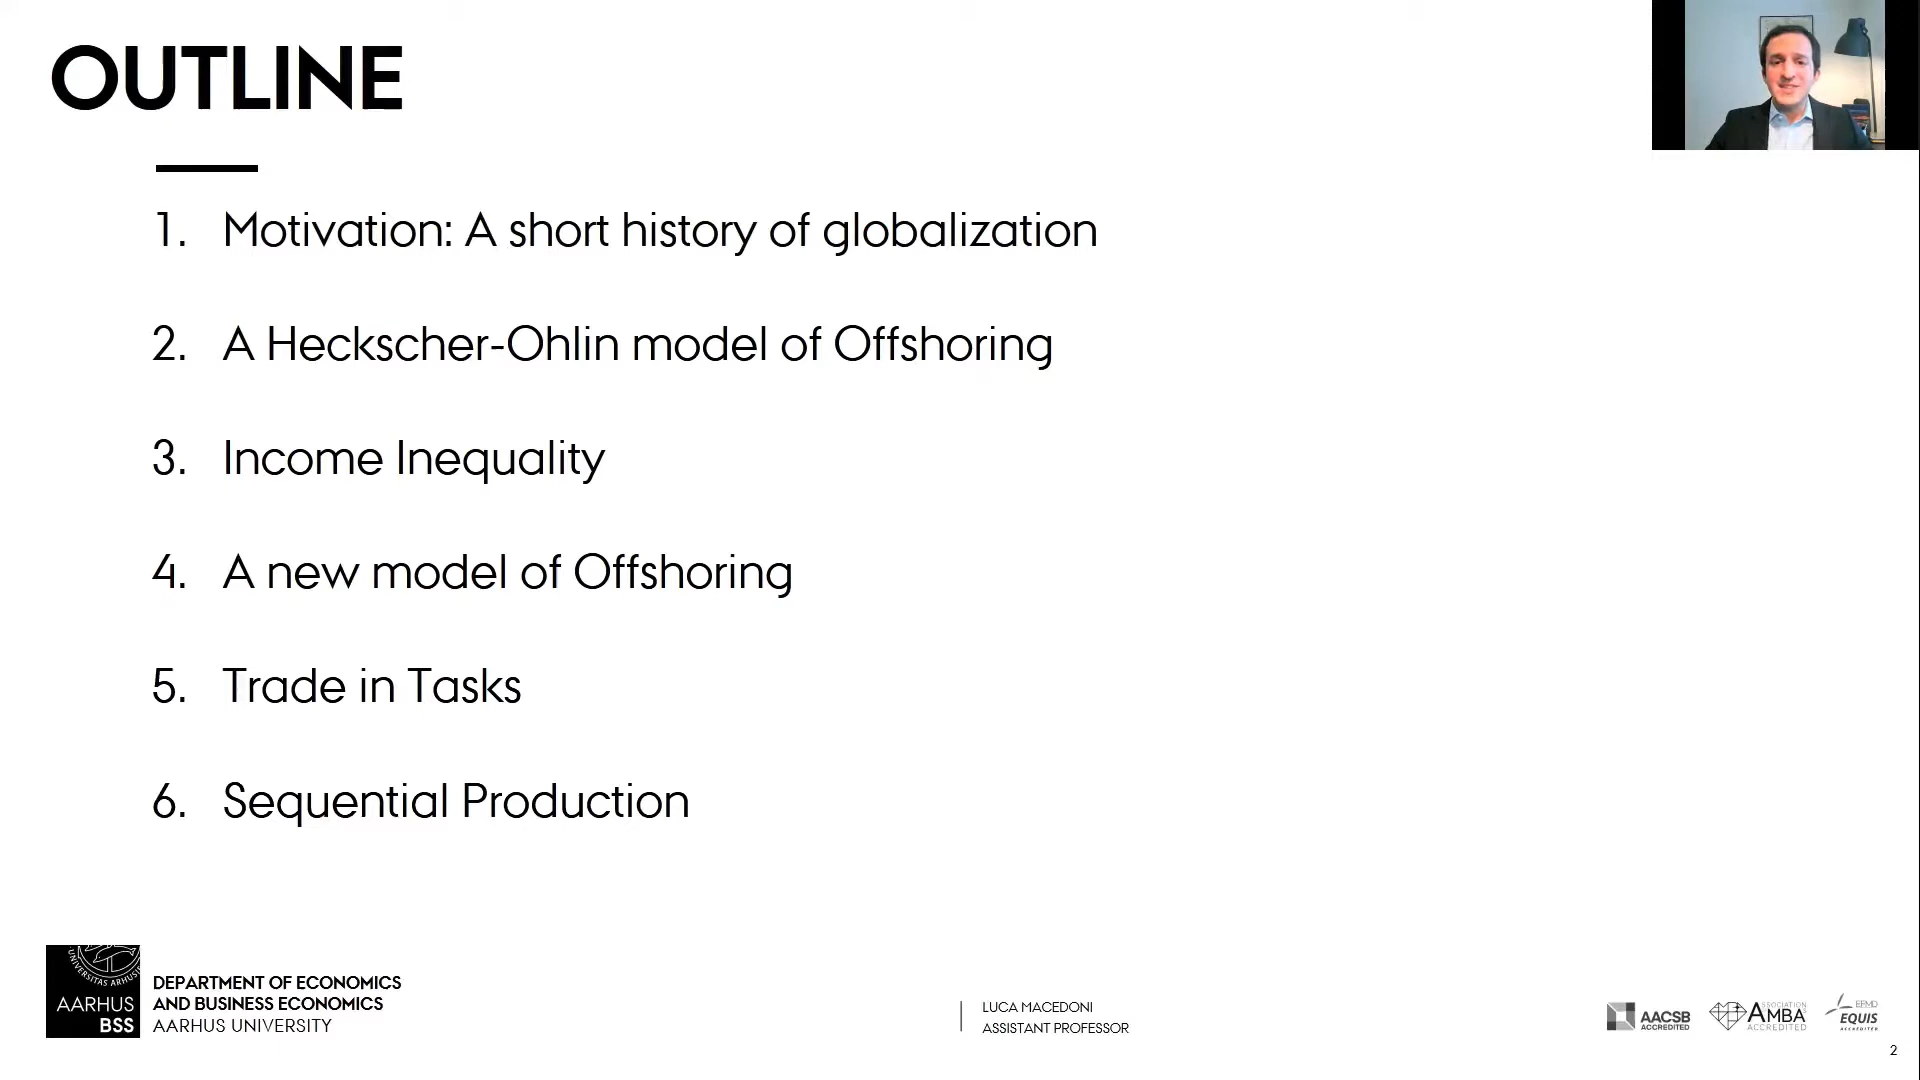 OUTLINE
1. Motivation: A short history of globalization
2. A Heckscher-Ohlin model of Offshoring
3. Income Inequality
4. A new model of Offshoring
5. Trade in Tasks
6. Sequential Production
UNIVERSITAS ARHUSI
AARHUS
BSS
DEPARTMENT OF ECONOMICS
AND BUSINESS ECONOMICS
AARHUS UNIVERSITY
LUCA MACEDONI
ASSISTANT PROFESSOR
AACSB
ACCREDITED
ASSOCIATION
AMBA
ACCREDITED
EFMD
EQUIS
ACCREDITED
2